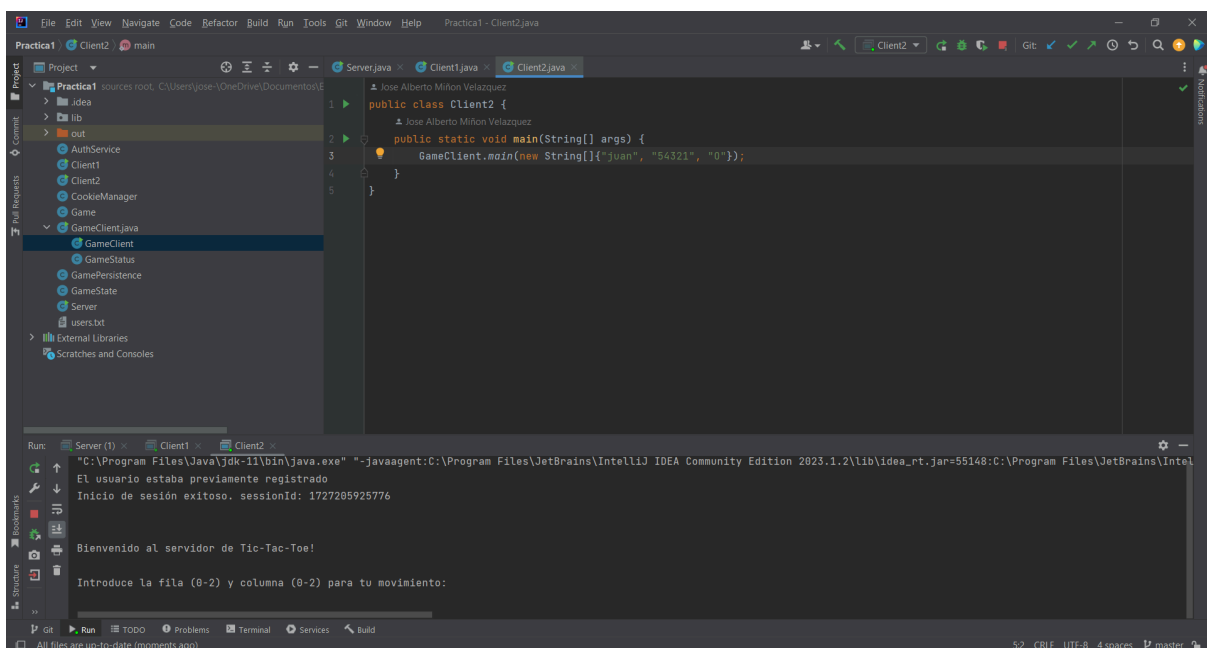 File Edit View Navigate Code Refactor Build Run Tools Git Window Help Practica1 - Client2.java
Practica1 Client2 main
Client2 Git:
Project
Server.java Client1.java Client2.java
Practica1 sources root, C:\Users\jose-\OneDrive\Documentos\E
.idea
lib
out
AuthService
Client1
Client2
CookieManager
Game
GameClient.java
GameClient
GameStatus
GamePersistence
GameState
Server
users.txt
External Libraries
Scratches and Consoles
Jose Alberto Miñon Velazquez
1 public class Client2 {
Jose Alberto Miñon Velazquez
2 public static void main(String[] args) {
3 GameClient.main(new String[]{"juan", "54321", "O"});
4 }
5 }
Project
Commit
Pull Requests
Notifications
Run: Server (1) Client1 Client2
"C:\Program Files\Java\jdk-11\bin\java.exe" "-javaagent:C:\Program Files\JetBrains\IntelliJ IDEA Community Edition 2023.1.2\lib\idea_rt.jar=55148:C:\Program Files\JetBrains\Intel
El usuario estaba previamente registrado
Inicio de sesión exitoso. sessionId: 1727205925776
Bienvenido al servidor de Tic-Tac-Toe!
Introduce la fila (0-2) y columna (0-2) para tu movimiento:
Bookmarks
Structure
Git Run TODO Problems Terminal Services Build
All files are up-to-date (moments ago) 5:2 CRLF UTF-8 4 spaces master